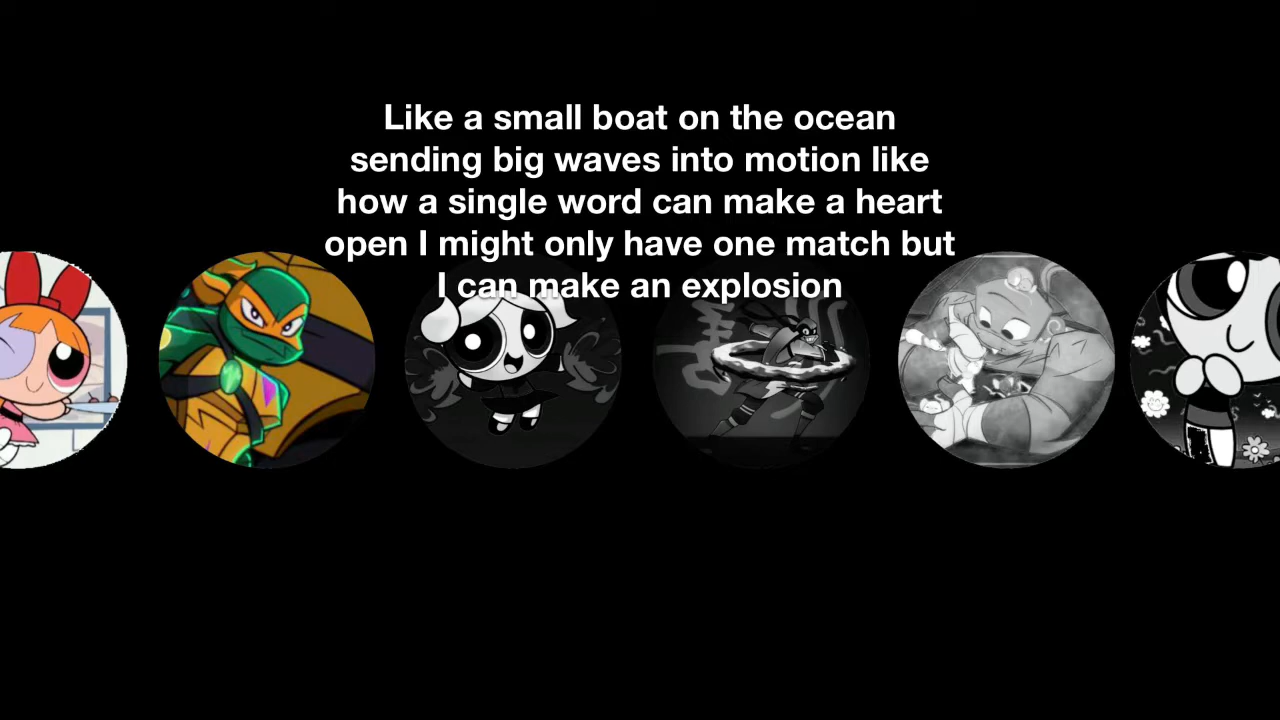 Like a small boat on the ocean
sending big waves into motion like
how a single word can make a heart
open I might only have one match but
I can make an explosion